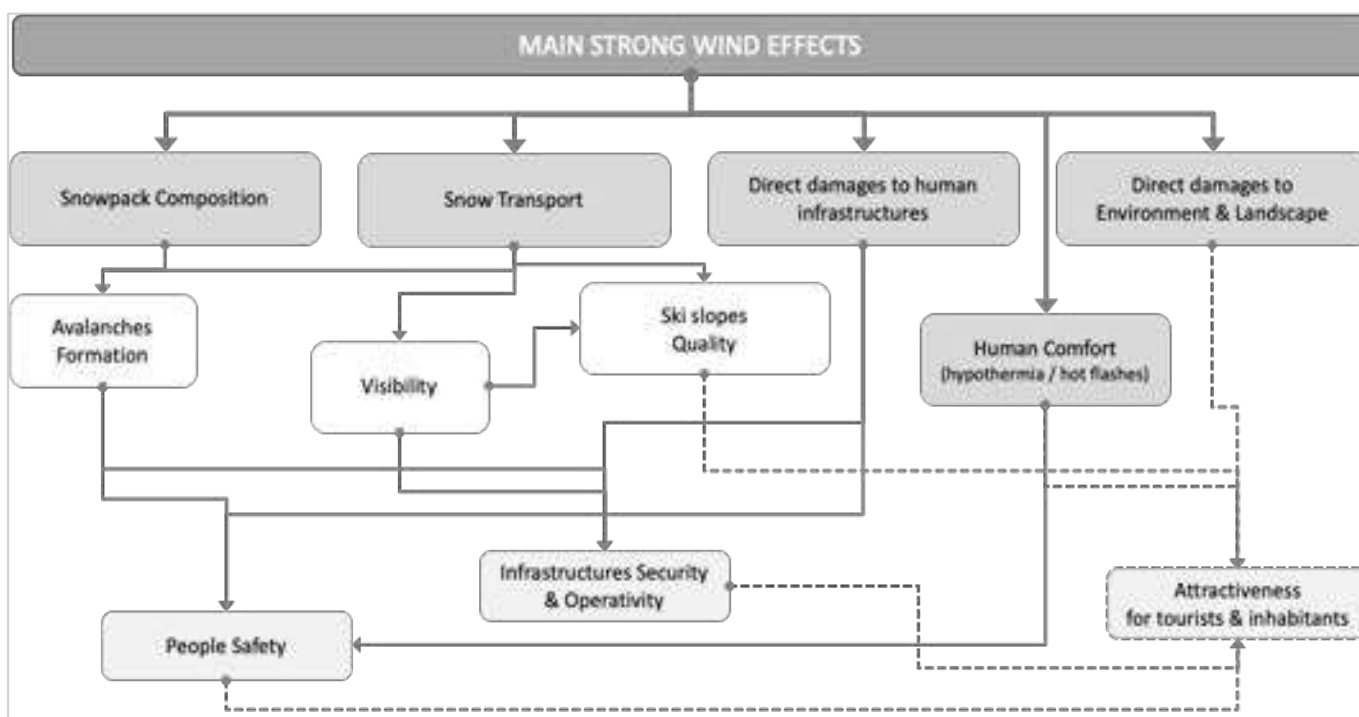 MAIN STRONG WIND EFFECTS
Snowpack Composition
Snow Transport
Direct damages to human
infrastructures
Direct damages to
Environment & Landscape
Avalanches
Formation
Visibility
Ski slopes
Quality
Human Comfort
(hypothermia / hot flashes)
Infrastructures Security
& Operativity
Attractiveness
for tourists & inhabitants
People Safety